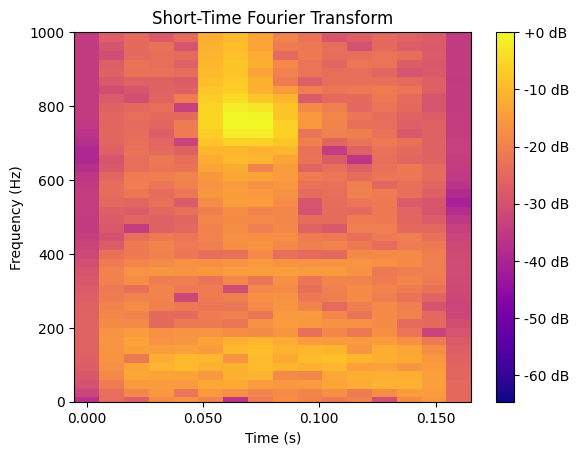 Short-Time Fourier Transform
1000
800
600
400
200
0
Frequency (Hz)
0.000
0.050
0.100
0.150
Time (s)
+0 dB
-10 dB
-20 dB
-30 dB
-40 dB
-50 dB
-60 dB